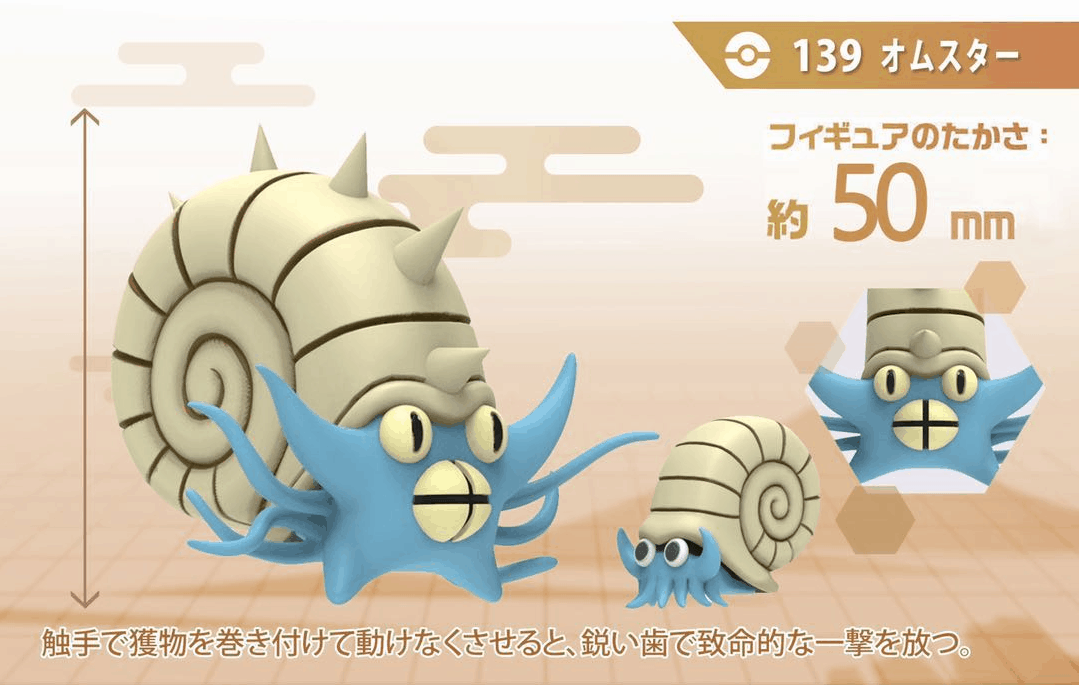 139 オムスター
フィギュアのたかさ：
約 50 mm
触手で獲物を巻き付けて動けなくさせると、鋭い歯で致命的な一撃を放つ。